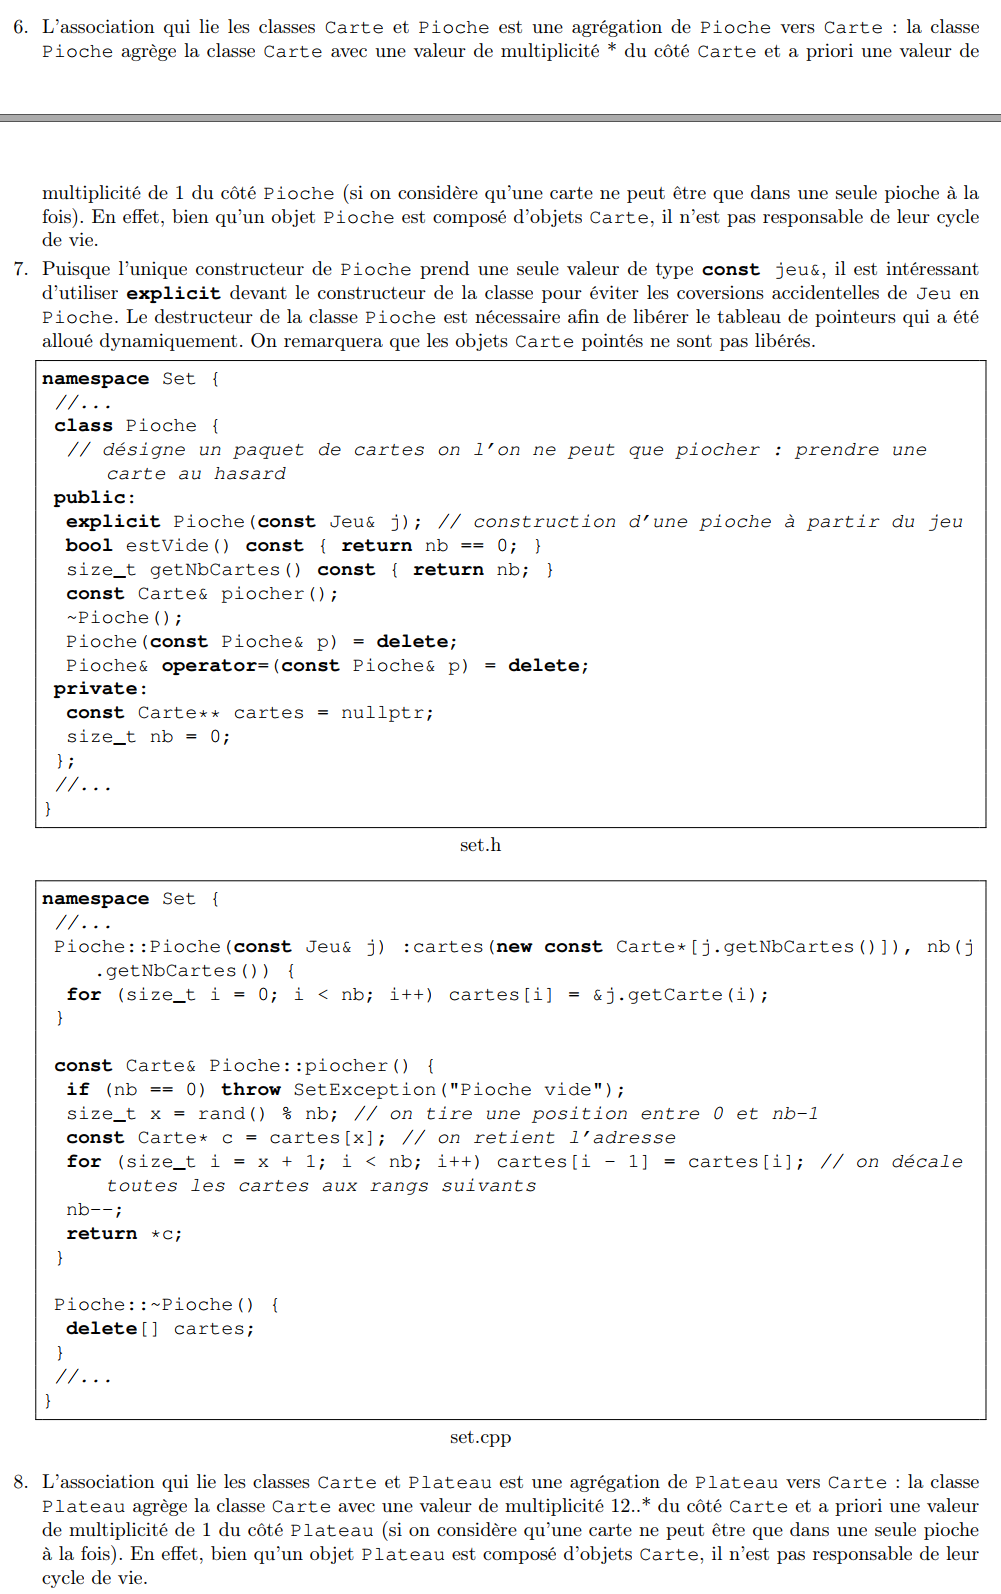 6. L'association qui lie les classes Carte et Pioche est une agrégation de Pioche vers Carte : la classe
Pioche agrège la classe Carte avec une valeur de multiplicité * du côté Carte et a priori une valeur de
multiplicité de 1 du côté Pioche (si on considère qu'une carte ne peut être que dans une seule pioche à la
fois). En effet, bien qu'un objet Pioche est composé d'objets Carte, il n'est pas responsable de leur cycle
de vie.
7. Puisque l'unique constructeur de Pioche prend une seule valeur de type const jeu&, il est intéressant
d'utiliser explicit devant le constructeur de la classe pour éviter les coversions accidentelles de Jeu en
Pioche. Le destructeur de la classe Pioche est nécessaire afin de libérer le tableau de pointeurs qui a été
alloué dynamiquement. On remarquera que les objets Carte pointés ne sont pas libérés.
namespace Set {
//...
class Pioche {
// désigne un paquet de cartes on l'on ne peut que piocher : prendre une
carte au hasard
public:
explicit Pioche(const Jeu& j); // construction d'une pioche à partir du jeu
bool estVide() const { return nb == 0; }
size_t getNbCartes() const { return nb; }
const Carte& piocher();
~Pioche();
Pioche(const Pioche& p) = delete;
Pioche& operator=(const Pioche& p) = delete;
private:
const Carte** cartes = nullptr;
size_t nb = 0;
};
//...
}
set.h
namespace Set {
//...
Pioche::Pioche(const Jeu& j) :cartes(new const Carte*[j.getNbCartes()]), nb(j
.getNbCartes()) {
for (size_t i = 0; i < nb; i++) cartes[i] = &j.getCarte(i);
}
const Carte& Pioche::piocher() {
if (nb == 0) throw SetException("Pioche vide");
size_t x = rand() % nb; // on tire une position entre 0 et nb-1
const Carte* c = cartes[x]; // on retient l'adresse
for (size_t i = x + 1; i < nb; i++) cartes[i - 1] = cartes[i]; // on décale
toutes les cartes aux rangs suivants
nb--;
return *c;
}
Pioche::~Pioche() {
delete[] cartes;
}
//...
}
set.cpp
8. L'association qui lie les classes Carte et Plateau est une agrégation de Plateau vers Carte : la classe
Plateau agrège la classe Carte avec une valeur de multiplicité 12..* du côté Carte et a priori une valeur
de multiplicité de 1 du côté Plateau (si on considère qu'une carte ne peut être que dans une seule pioche
à la fois). En effet, bien qu'un objet Plateau est composé d'objets Carte, il n'est pas responsable de leur
cycle de vie.